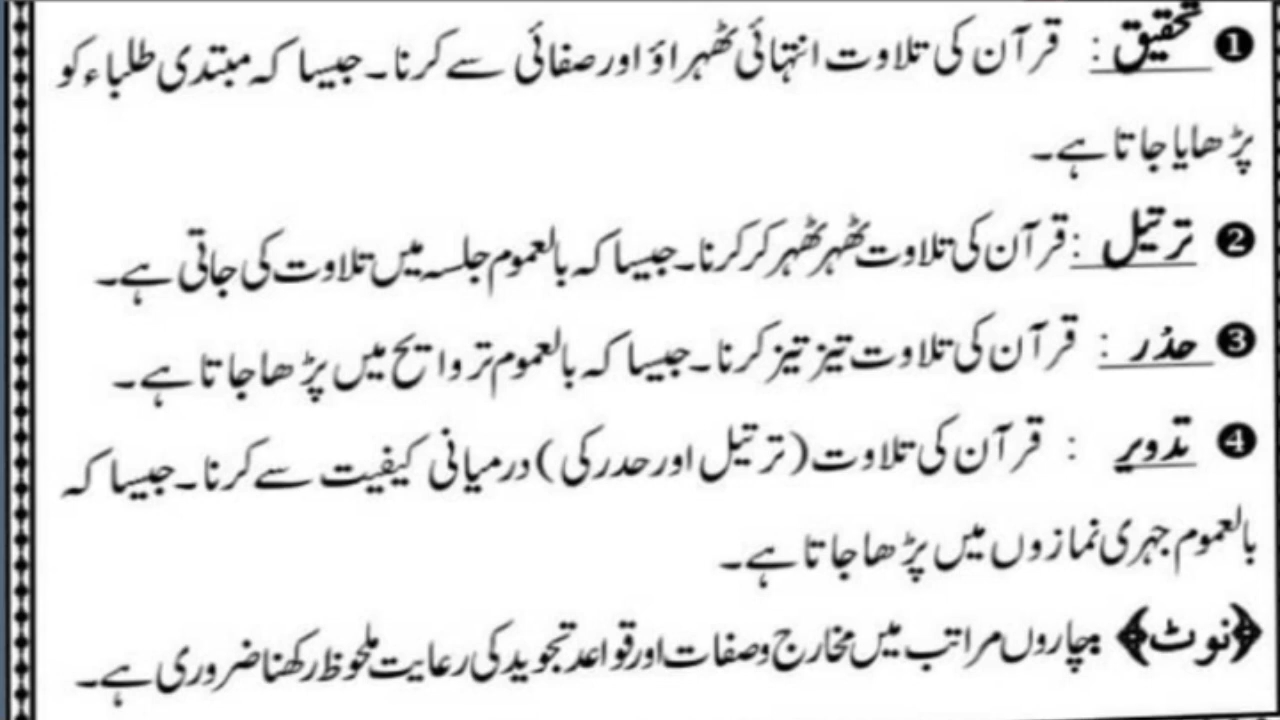 ❶ تحقیق : قرآن کی تلاوت انتہائی ٹھہراؤ اور صفائی سے کرنا۔ جیسا کہ مبتدی طلباء کو
پڑھایا جاتا ہے۔
❷ ترتیل : قرآن کی تلاوت ٹھہر ٹھہر کر کرنا۔ جیسا کہ بالعموم جلسہ میں تلاوت کی جاتی ہے۔
❸ حدْر : قرآن کی تلاوت تیز تیز کرنا۔ جیسا کہ بالعموم تراویح میں پڑھا جاتا ہے۔
❹ تدویر : قرآن کی تلاوت (ترتیل اور حدر کی) درمیانی کیفیت سے کرنا۔ جیسا کہ
بالعموم جہری نمازوں میں پڑھا جاتا ہے۔
﴿نوٹ﴾ چاروں مراتب میں مخارج وصفات اور قواعد تجوید کی رعایت ملحوظ رکھنا ضروری ہے۔